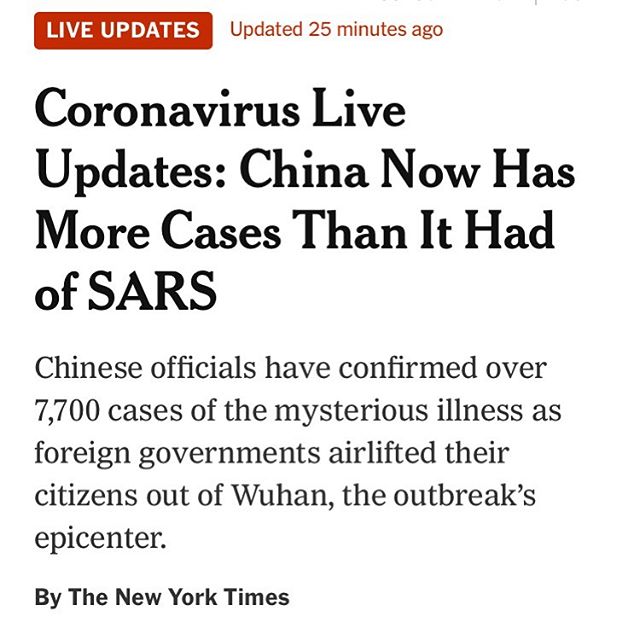 LIVE UPDATES Updated 25 minutes ago
Coronavirus Live
Updates: China Now Has
More Cases Than It Had
of SARS
Chinese officials have confirmed over
7,700 cases of the mysterious illness as
foreign governments airlifted their
citizens out of Wuhan, the outbreak’s
epicenter.
By The New York Times